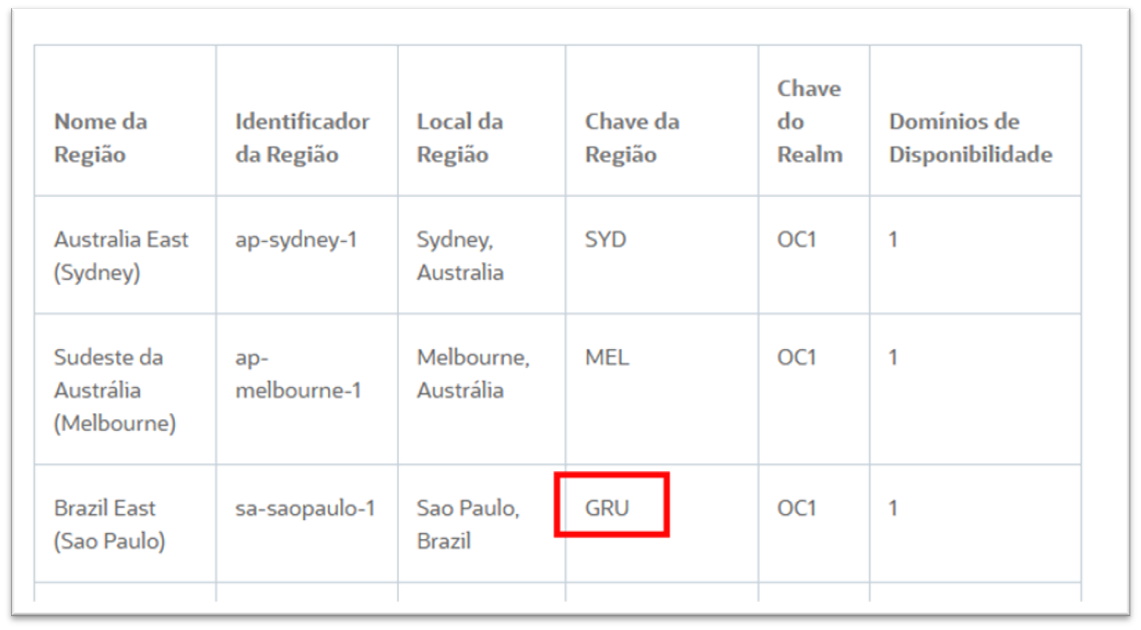 Nome da Região
Identificador da Região
Local da Região
Chave da Região
Chave do Realm
Domínios de Disponibilidade
Australia East (Sydney)
ap-sydney-1
Sydney, Australia
SYD
OC1
1
Sudeste da Austrália (Melbourne)
ap-melbourne-1
Melbourne, Austrália
MEL
OC1
1
Brazil East (Sao Paulo)
sa-saopaulo-1
Sao Paulo, Brazil
GRU
OC1
1